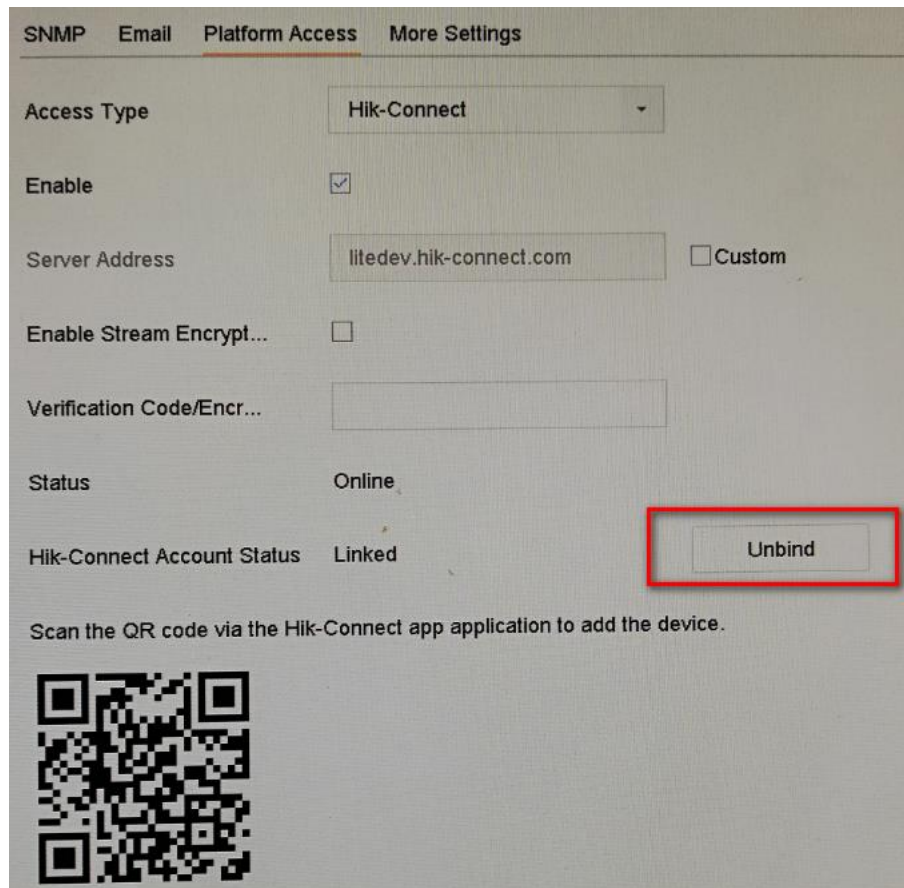 SNMP Email Platform Access More Settings
Access Type Hik-Connect
Enable
Server Address litedev.hik-connect.com Custom
Enable Stream Encrypt...
Verification Code/Encr...
Status Online
Hik-Connect Account Status Linked Unbind
Scan the QR code via the Hik-Connect app application to add the device.